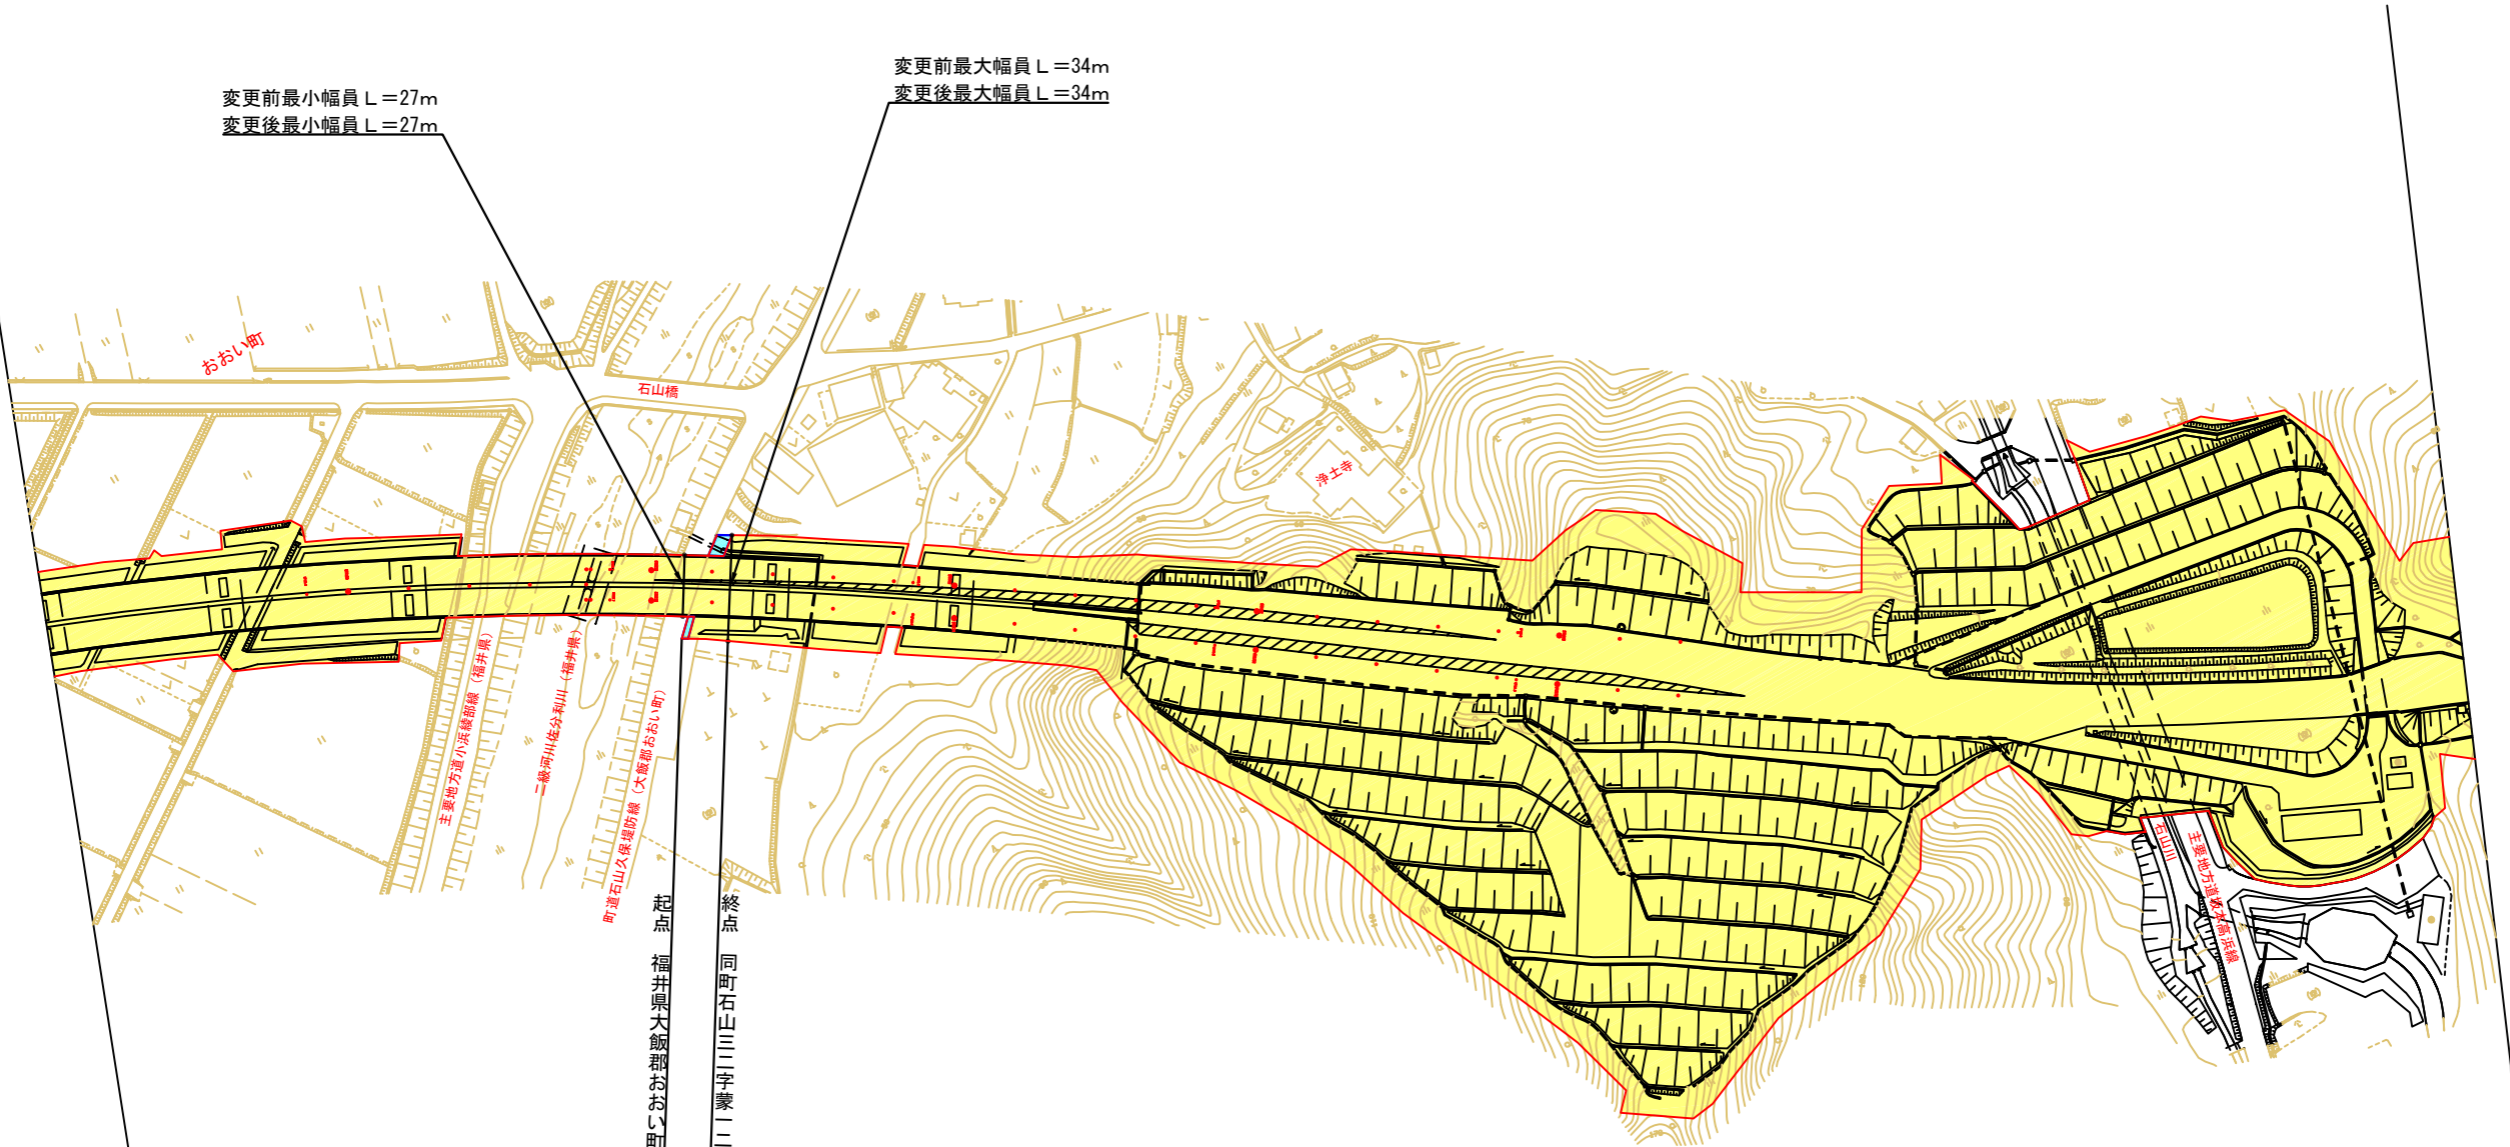 変更前最大幅員Ｌ＝34m
変更後最大幅員Ｌ＝34m
変更前最小幅員Ｌ＝27m
変更後最小幅員Ｌ＝27m
おおい町
石山橋
浄土寺
主要地方道小浜綾部線（福井県）
二級河川佐分利川（福井県）
町道石山久保堤防線（大飯郡おおい町）
石山川
主要地方道坂本高浜線
起点　福井県大飯郡おおい町
終点　同町石山三二字蒙一二